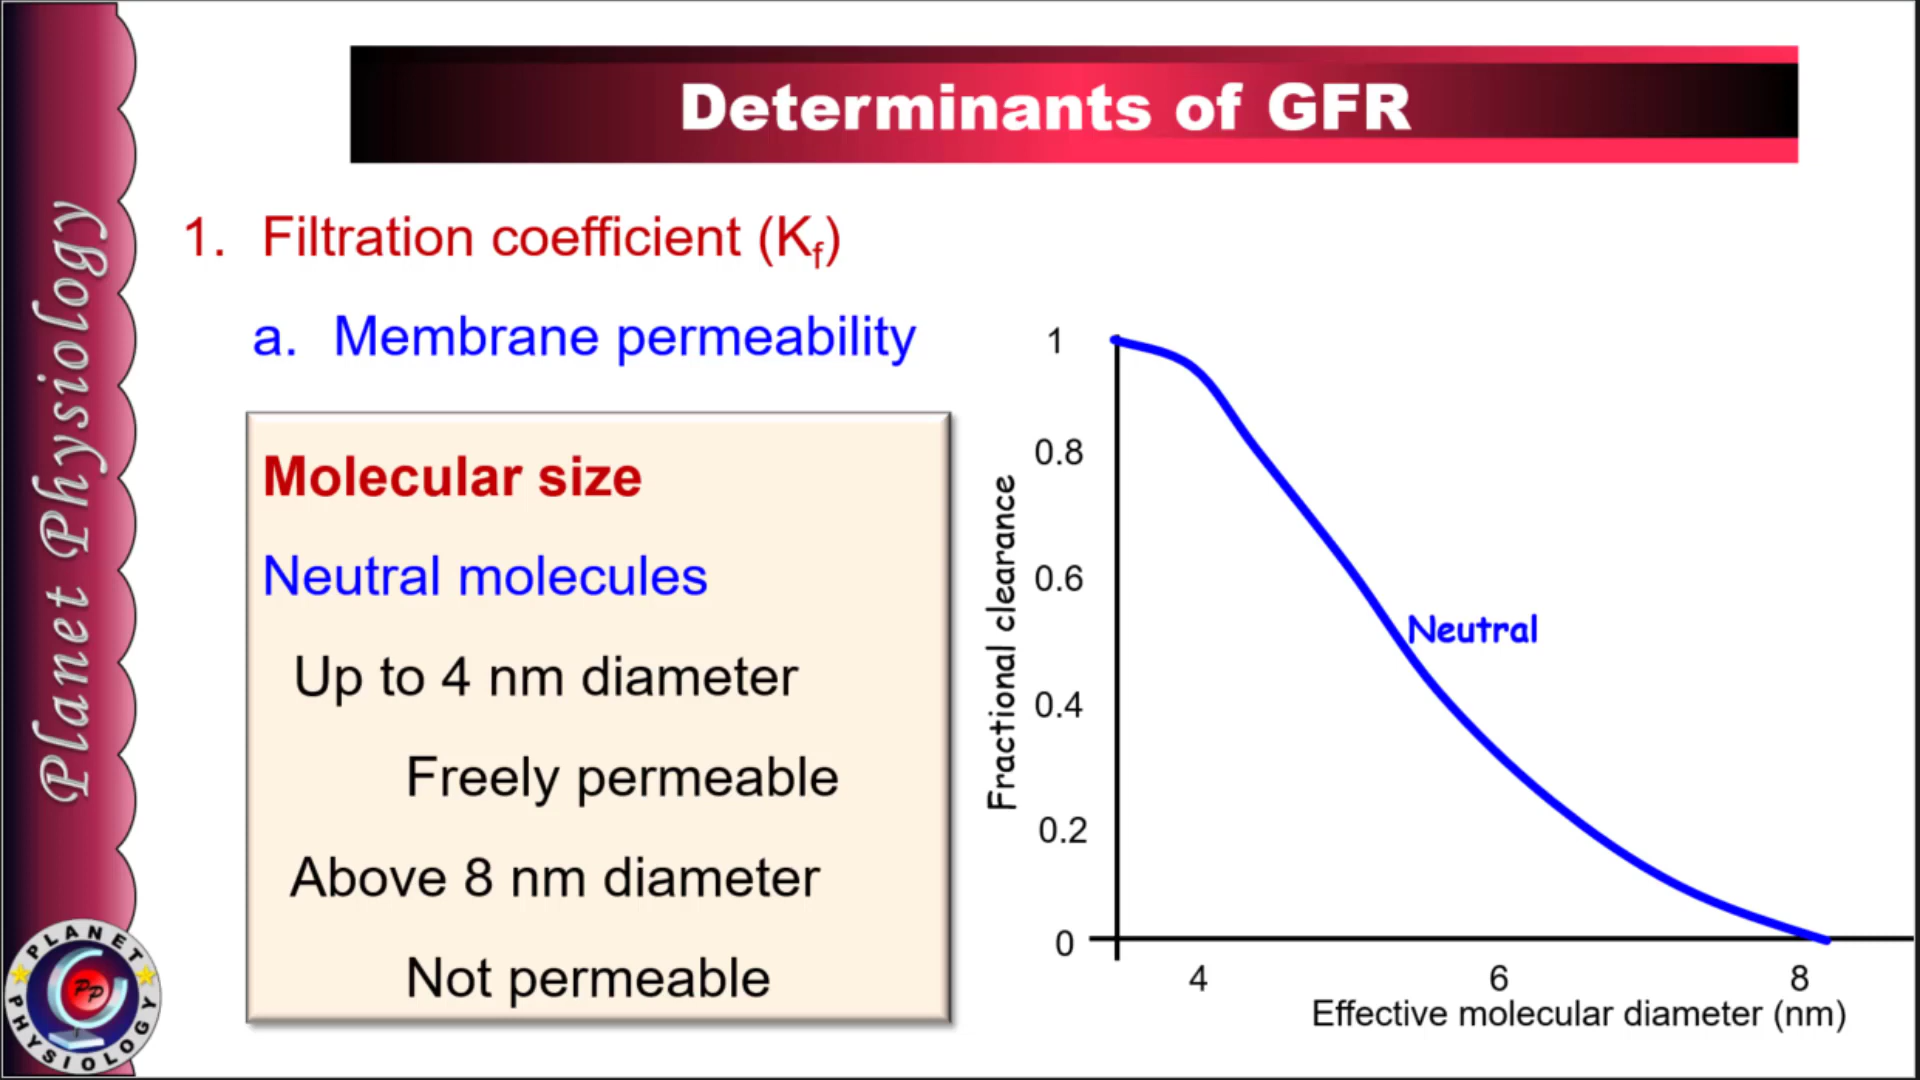 Determinants of GFR
1. Filtration coefficient (Kf)
a. Membrane permeability
Molecular size
Neutral molecules
Up to 4 nm diameter
Freely permeable
Above 8 nm diameter
Not permeable
Fractional clearance
1
0.8
0.6
0.4
0.2
0
Neutral
4 6 8
Effective molecular diameter (nm)
Planet Physiology
PLANET
PHYSIOLOGY
PP